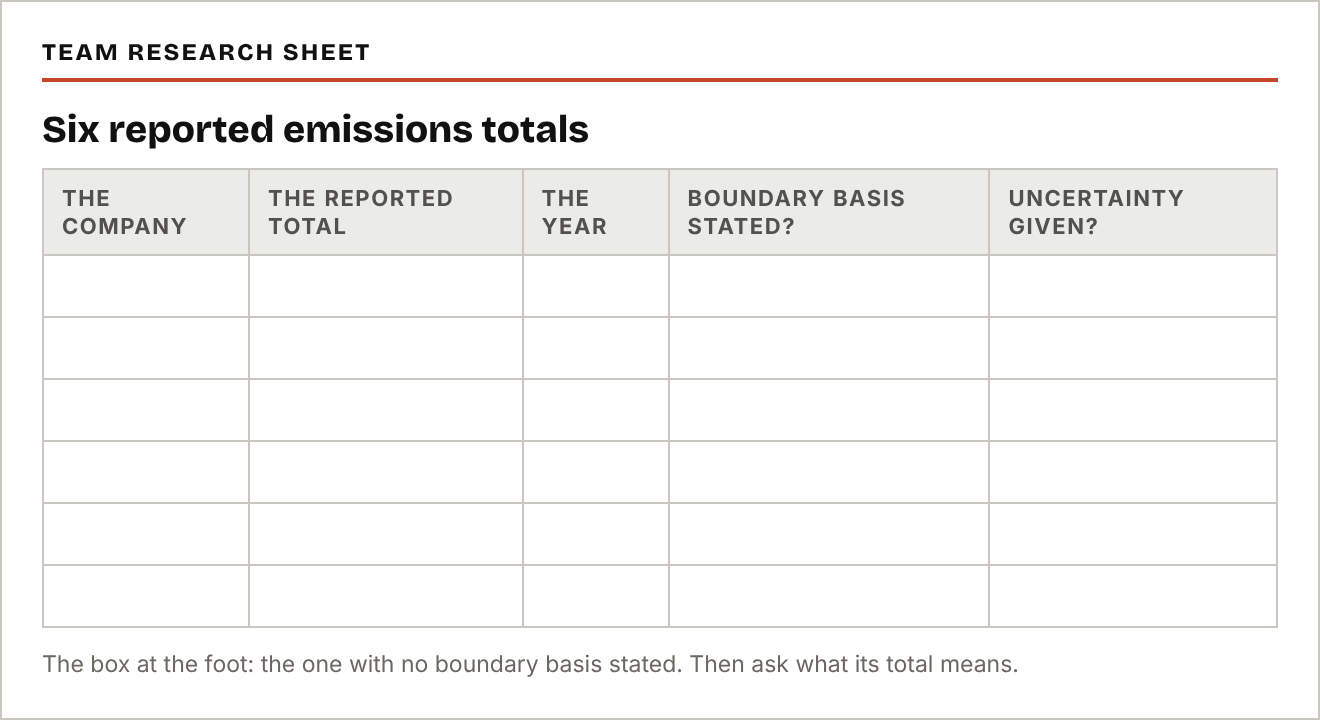 TEAM RESEARCH SHEET
Six reported emissions totals
THE COMPANY
THE REPORTED TOTAL
THE YEAR
BOUNDARY BASIS STATED?
UNCERTAINTY GIVEN?
The box at the foot: the one with no boundary basis stated. Then ask what its total means.